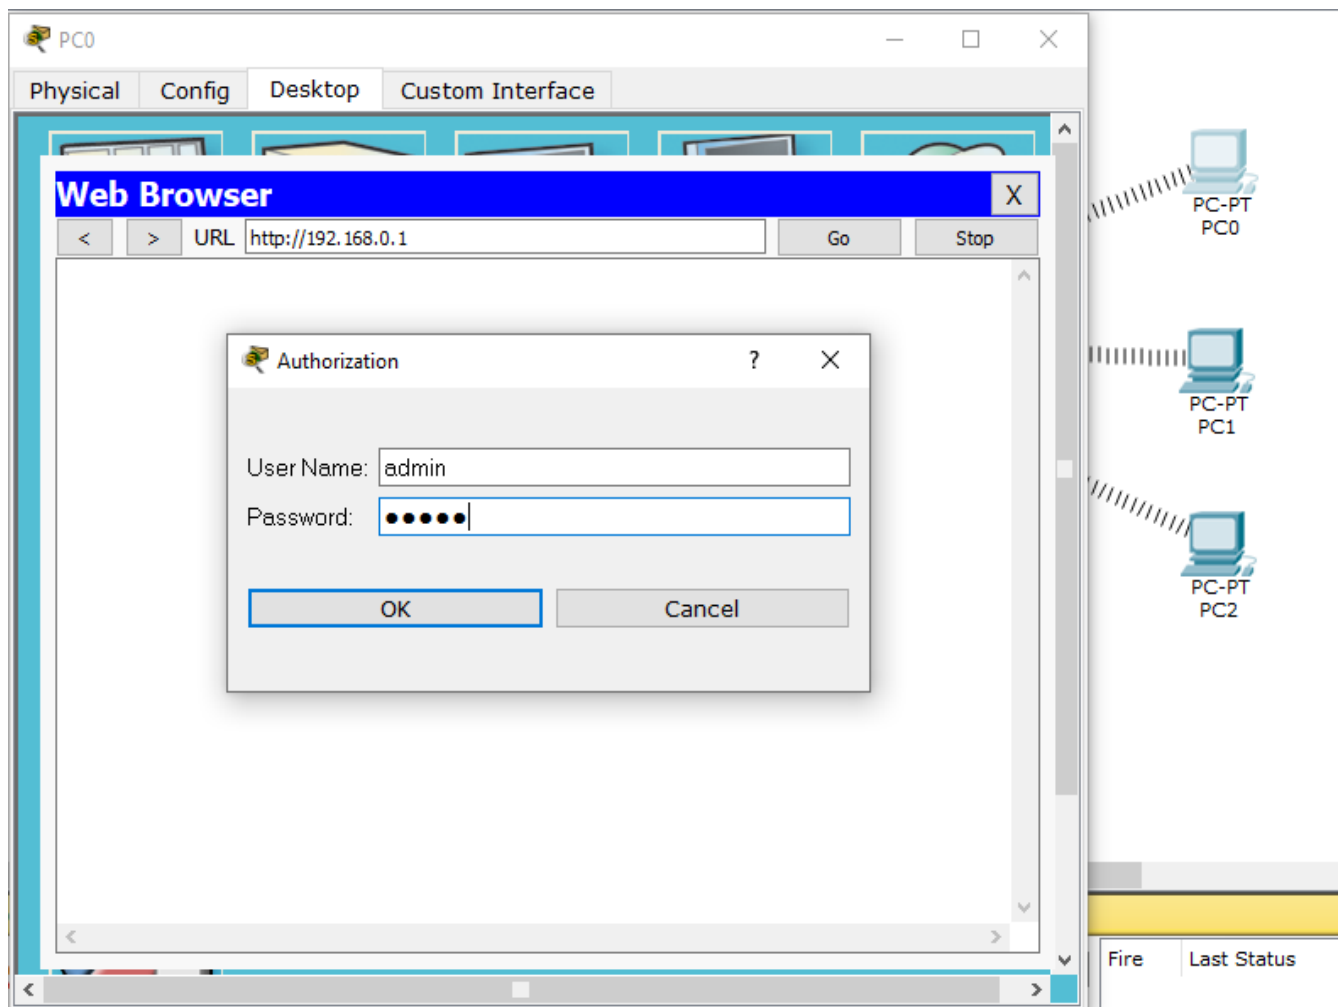 PC0
Physical Config Desktop Custom Interface
Web Browser X
< > URL http://192.168.0.1 Go Stop
Authorization ? ×
User Name: admin
Password: ●●●●●
OK Cancel
PC-PT
PC0
PC-PT
PC1
PC-PT
PC2
Fire Last Status